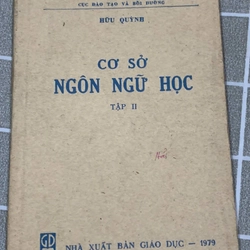 CỤC ĐÀO TẠO VÀ BỒI DƯỠNG
HỮU QUỲNH
CƠ SỞ
NGÔN NGỮ HỌC
TẬP II
NHÀ XUẤT BẢN GIÁO DỤC — 1979